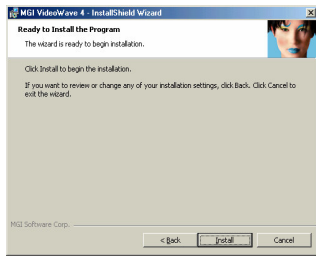 MGI VideoWave 4 - InstallShield Wizard
Ready to Install the Program
The wizard is ready to begin installation.
Click Install to begin the installation.
If you want to review or change any of your installation settings, click Back. Click Cancel to
exit the wizard.
MGI Software Corp.
< Back
Install
Cancel